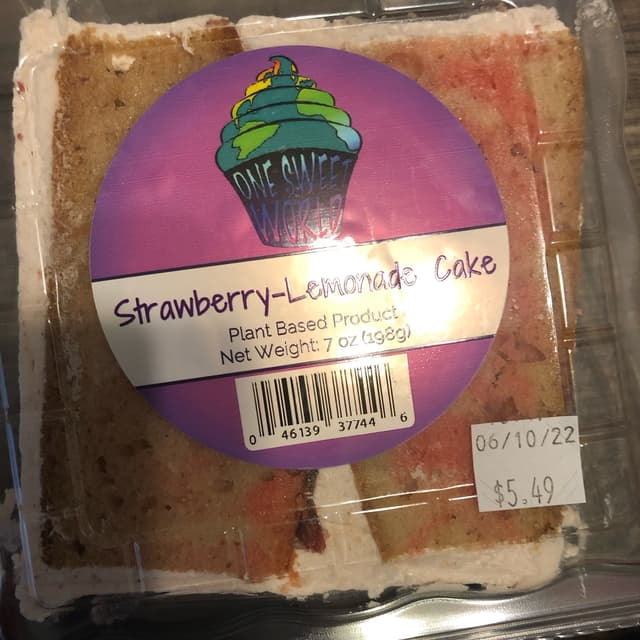 ONE SWEET
WORLD
Strawberry-Lemonade Cake
Plant Based Product
Net Weight: 7 oz (198g)
0 46139 37744 6
06/10/22
$5.49